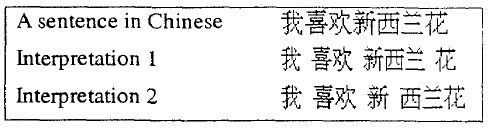 A sentence in Chinese 我喜欢新西兰花
Interpretation 1 我 喜欢 新西兰 花
Interpretation 2 我 喜欢 新 西兰花